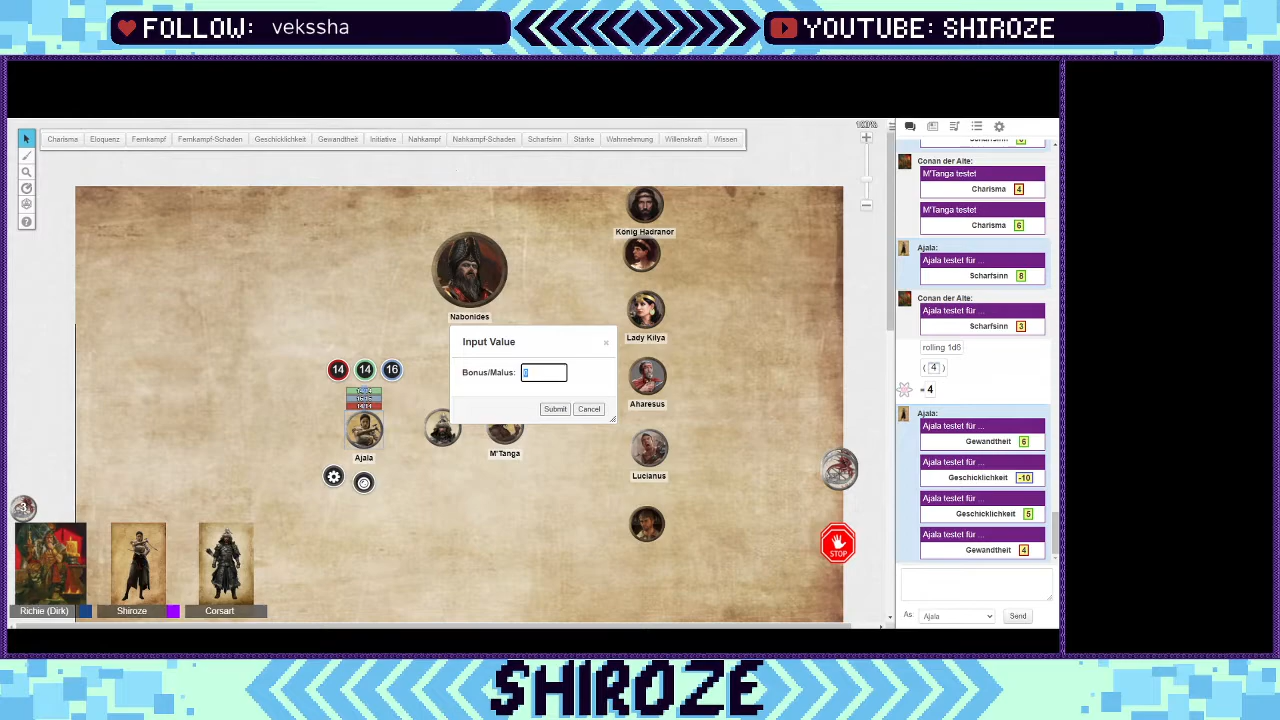 FOLLOW: vekssha
YOUTUBE: SHIROZE
Charisma Eloquenz Fernkampf Fernkampf-Schaden Geschicklichkeit Gewandtheit Initiative Nahkampf Nahkampf-Schaden Scharfsinn Stärke Wahrnehmung Willenskraft Wissen
König Hadranor
Nabonides
Lady Kilya
Input Value
Bonus/Malus:
Submit Cancel
14 14 16
Aharesus
Ajala
M'Tanga
Lucianus
3
STOP
Richie (Dirk) Shiroze Corsart
Conan der Alte:
M'Tanga testet
Charisma 4
M'Tanga testet
Charisma 6
Ajala:
Ajala testet für ...
Scharfsinn 8
Conan der Alte:
Ajala testet für ...
Scharfsinn 3
rolling 1d6
( 4 )
= 4
Ajala:
Ajala testet für ...
Gewandtheit 6
Ajala testet für ...
Geschicklichkeit -10
Ajala testet für ...
Geschicklichkeit 5
Ajala testet für ...
Gewandtheit 4
As: Ajala Send
SHIROZE